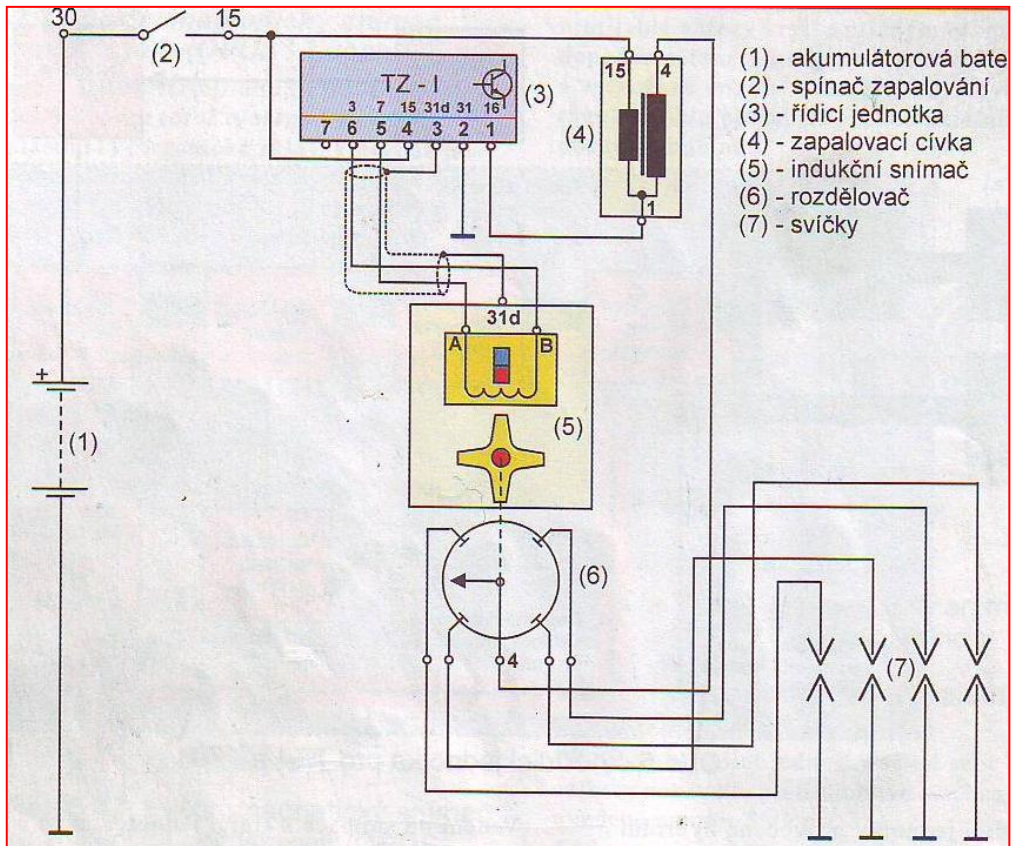 30
(2)
15
TZ - I
3 7 15 31d 31 16
7 6 5 4 3 2 1
(3)
15 4
(4)
1
(1) - akumulátorová bate
(2) - spínač zapalování
(3) - řídicí jednotka
(4) - zapalovací cívka
(5) - indukční snímač
(6) - rozdělovač
(7) - svíčky
31d
A B
(5)
+
(1)
(6)
4
(7)